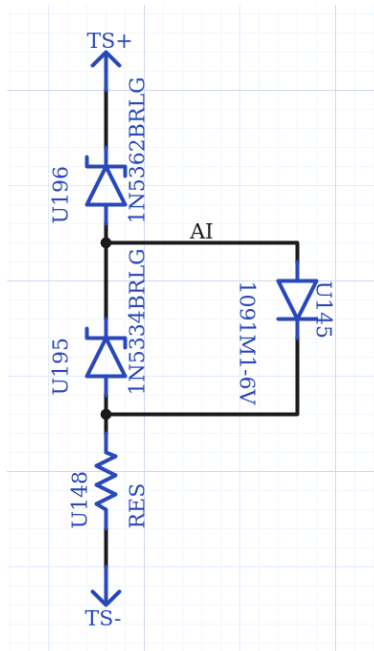 TS+
U196
1N5362BRLG
AI
U195
1N5334BRLG
1091M1-6V
U145
U148
RES
TS-